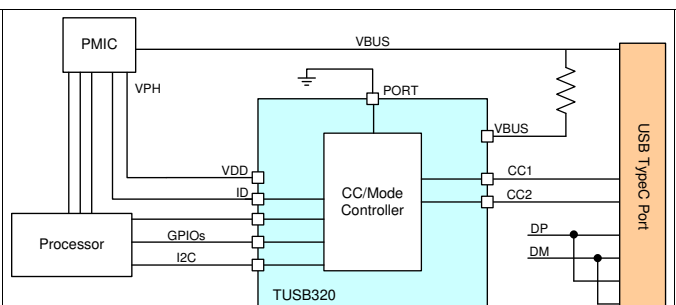 PMIC
VBUS
VPH
PORT
VBUS
USB TypeC Port
VDD
CC1
ID
CC/Mode
Controller
CC2
Processor
GPIOs
DP
I2C
DM
TUSB320